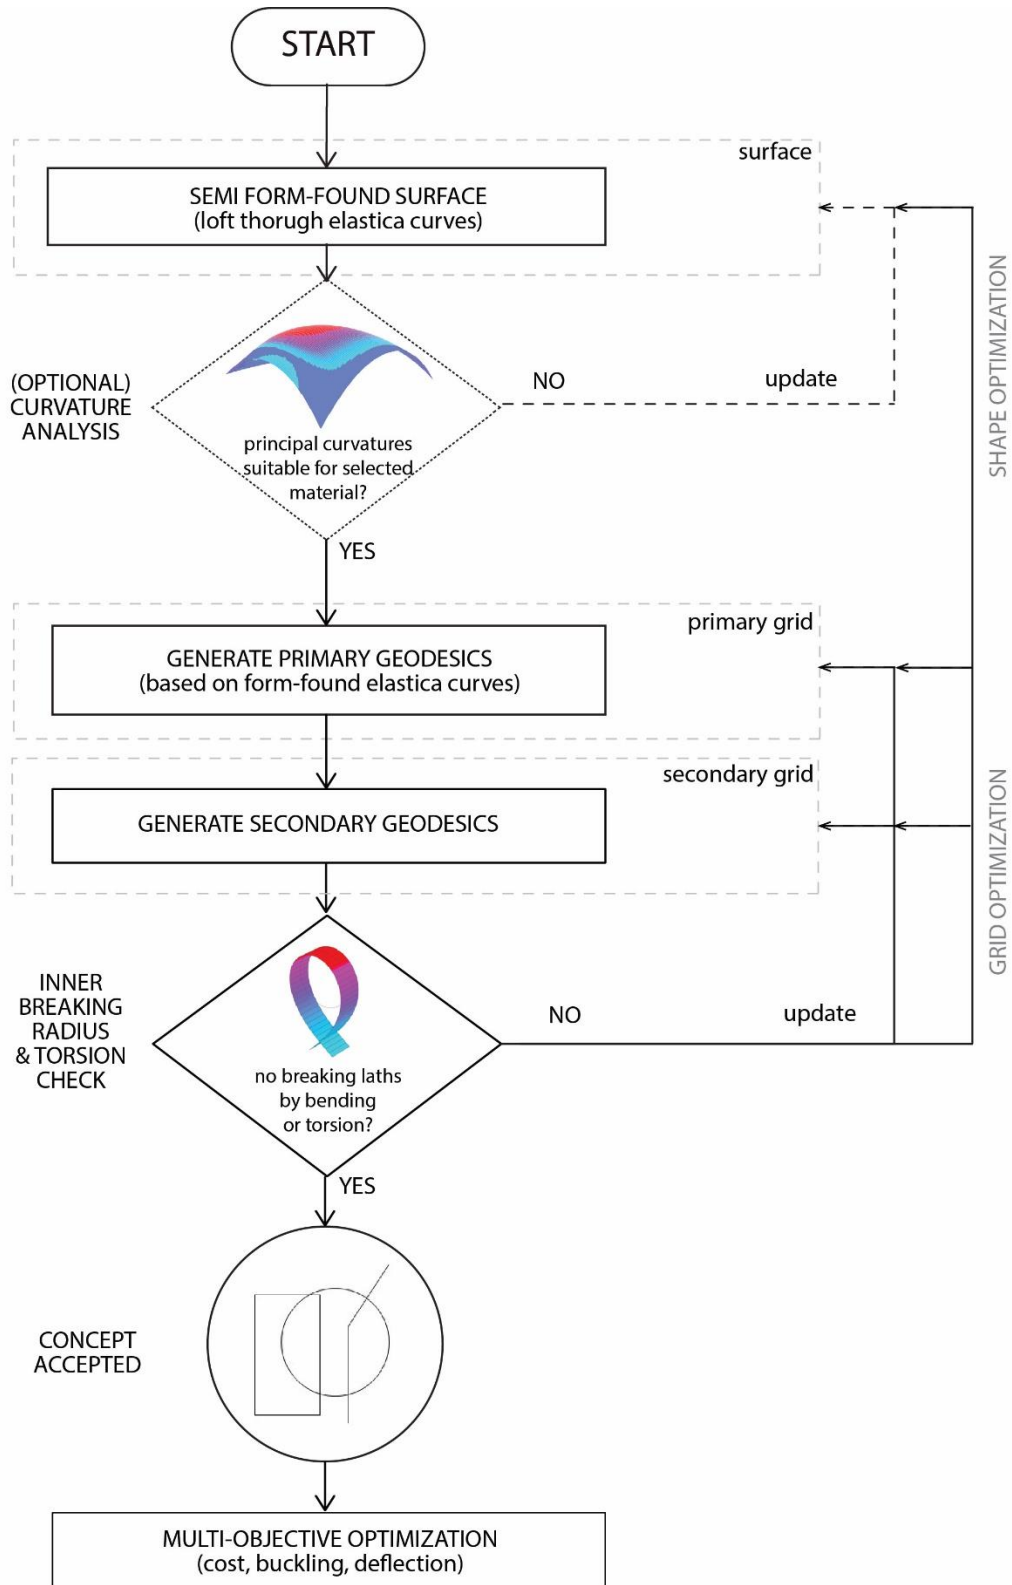 START
surface
SEMI FORM-FOUND SURFACE
(loft thorugh elastica curves)
(OPTIONAL)
CURVATURE
ANALYSIS
principal curvatures
suitable for selected
material?
NO
update
SHAPE OPTIMIZATION
YES
primary grid
GENERATE PRIMARY GEODESICS
(based on form-found elastica curves)
secondary grid
GENERATE SECONDARY GEODESICS
GRID OPTIMIZATION
INNER
BREAKING
RADIUS
& TORSION
CHECK
no breaking laths
by bending
or torsion?
NO
update
YES
CONCEPT
ACCEPTED
MULTI-OBJECTIVE OPTIMIZATION
(cost, buckling, deflection)